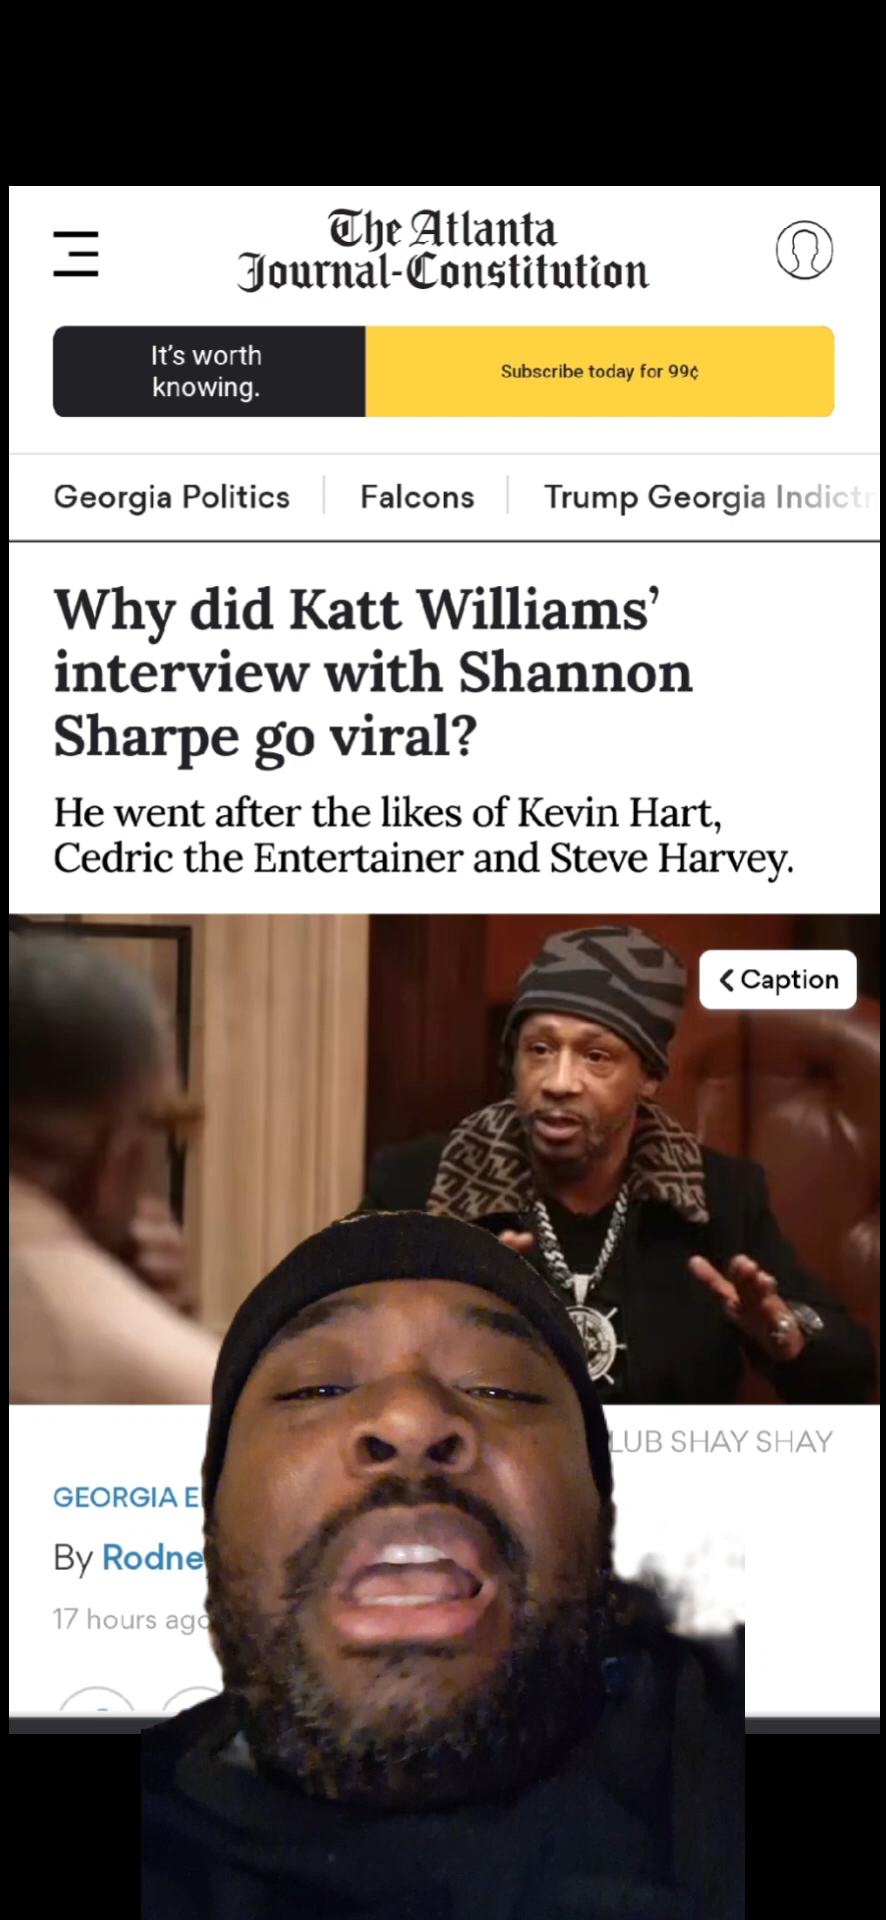 The Atlanta
Journal-Constitution
It's worth
knowing.
Subscribe today for 99¢
Georgia Politics
Falcons
Trump Georgia Indict
Why did Katt Williams’
interview with Shannon
Sharpe go viral?
He went after the likes of Kevin Hart,
Cedric the Entertainer and Steve Harvey.
Caption
LUB SHAY SHAY
GEORGIA E
By Rodne
17 hours ago